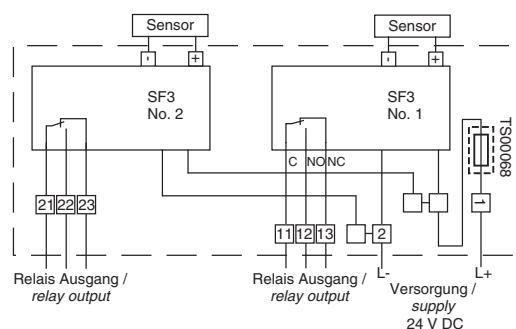 Sensor Sensor
- + - +
SF3 SF3
No. 2 No. 1
TS00068
C NO NC
21 22 23
1
11 12 13 2
L- L+
Relais Ausgang / Relais Ausgang / Versorgung /
relay output relay output supply
24 V DC